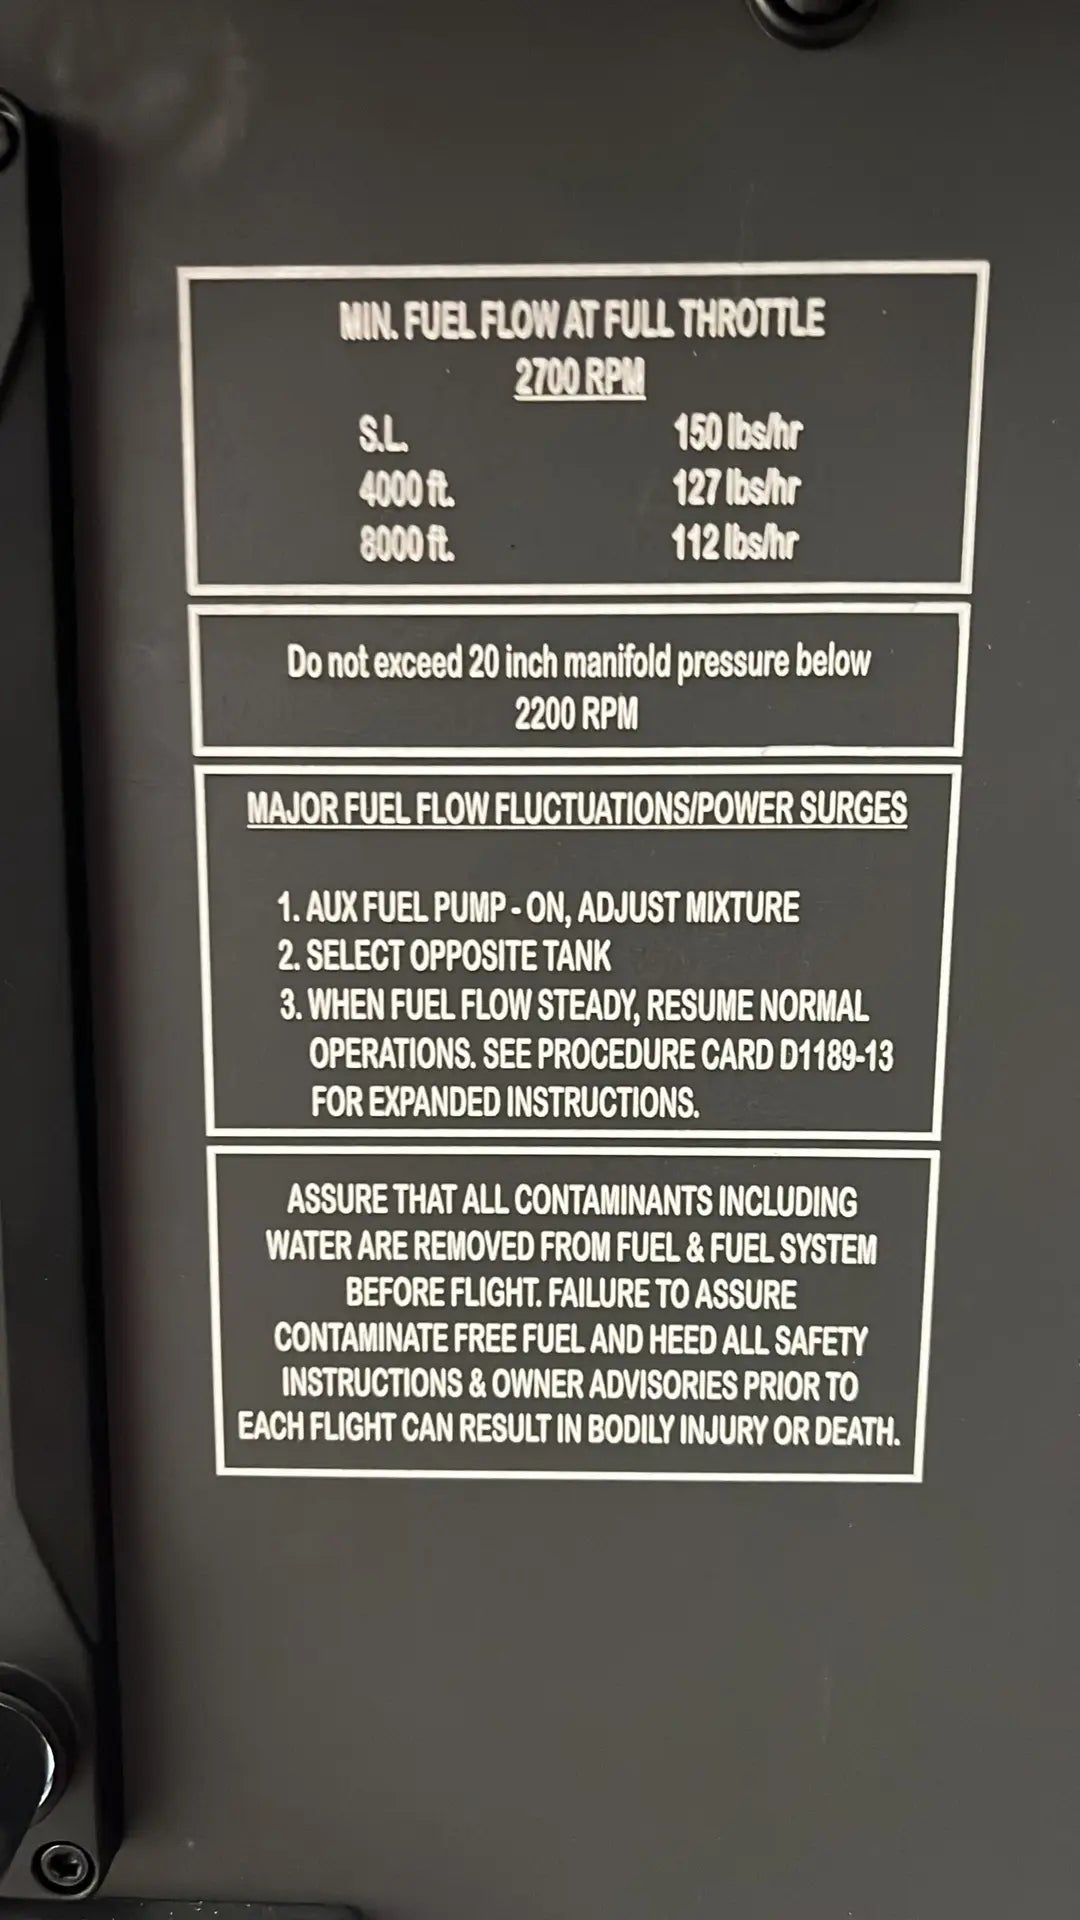 MIN. FUEL FLOW AT FULL THROTTLE
2700 RPM
S.L. 150 lbs/hr
4000 ft. 127 lbs/hr
8000 ft. 112 lbs/hr
Do not exceed 20 inch manifold pressure below
2200 RPM
MAJOR FUEL FLOW FLUCTUATIONS/POWER SURGES
1. AUX FUEL PUMP - ON, ADJUST MIXTURE
2. SELECT OPPOSITE TANK
3. WHEN FUEL FLOW STEADY, RESUME NORMAL
OPERATIONS. SEE PROCEDURE CARD D1189-13
FOR EXPANDED INSTRUCTIONS.
ASSURE THAT ALL CONTAMINANTS INCLUDING
WATER ARE REMOVED FROM FUEL & FUEL SYSTEM
BEFORE FLIGHT. FAILURE TO ASSURE
CONTAMINATE FREE FUEL AND HEED ALL SAFETY
INSTRUCTIONS & OWNER ADVISORIES PRIOR TO
EACH FLIGHT CAN RESULT IN BODILY INJURY OR DEATH.